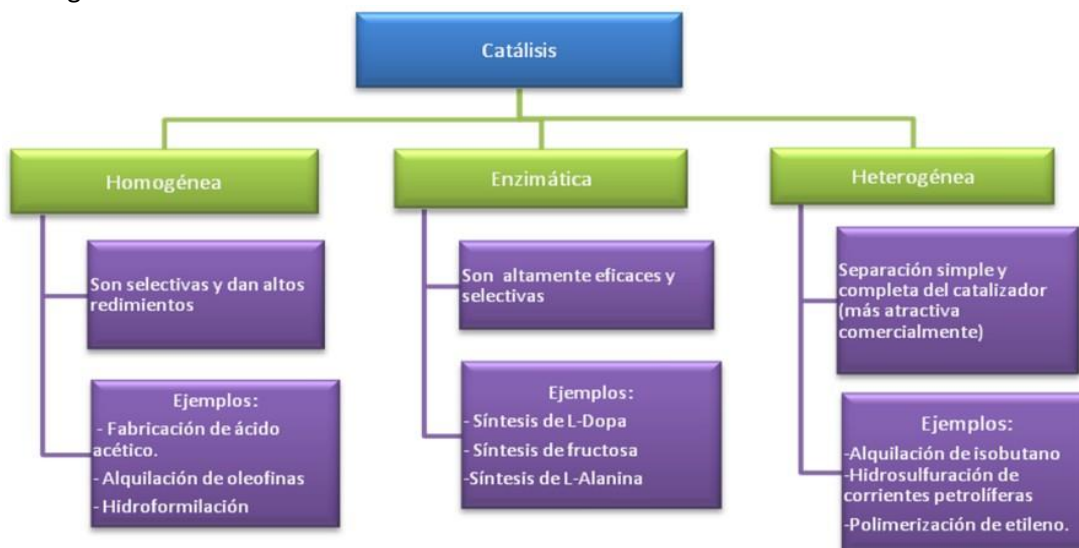 Catálisis
Homogénea
Son selectivas y dan altos
redimientos
Ejemplos:
- Fabricación de ácido
acético.
- Alquilación de oleofinas
- Hidroformilación
Enzimática
Son altamente eficaces y
selectivas
Ejemplos:
- Síntesis de L-Dopa
- Síntesis de fructosa
-Síntesis de L-Alanina
Heterogénea
Separación simple y
completa del catalizador
(más atractiva
comercialmente)
Ejemplos:
-Alquilación de isobutano
-Hidrosulfuración de
corrientes petrolíferas
-Polimerización de etileno.